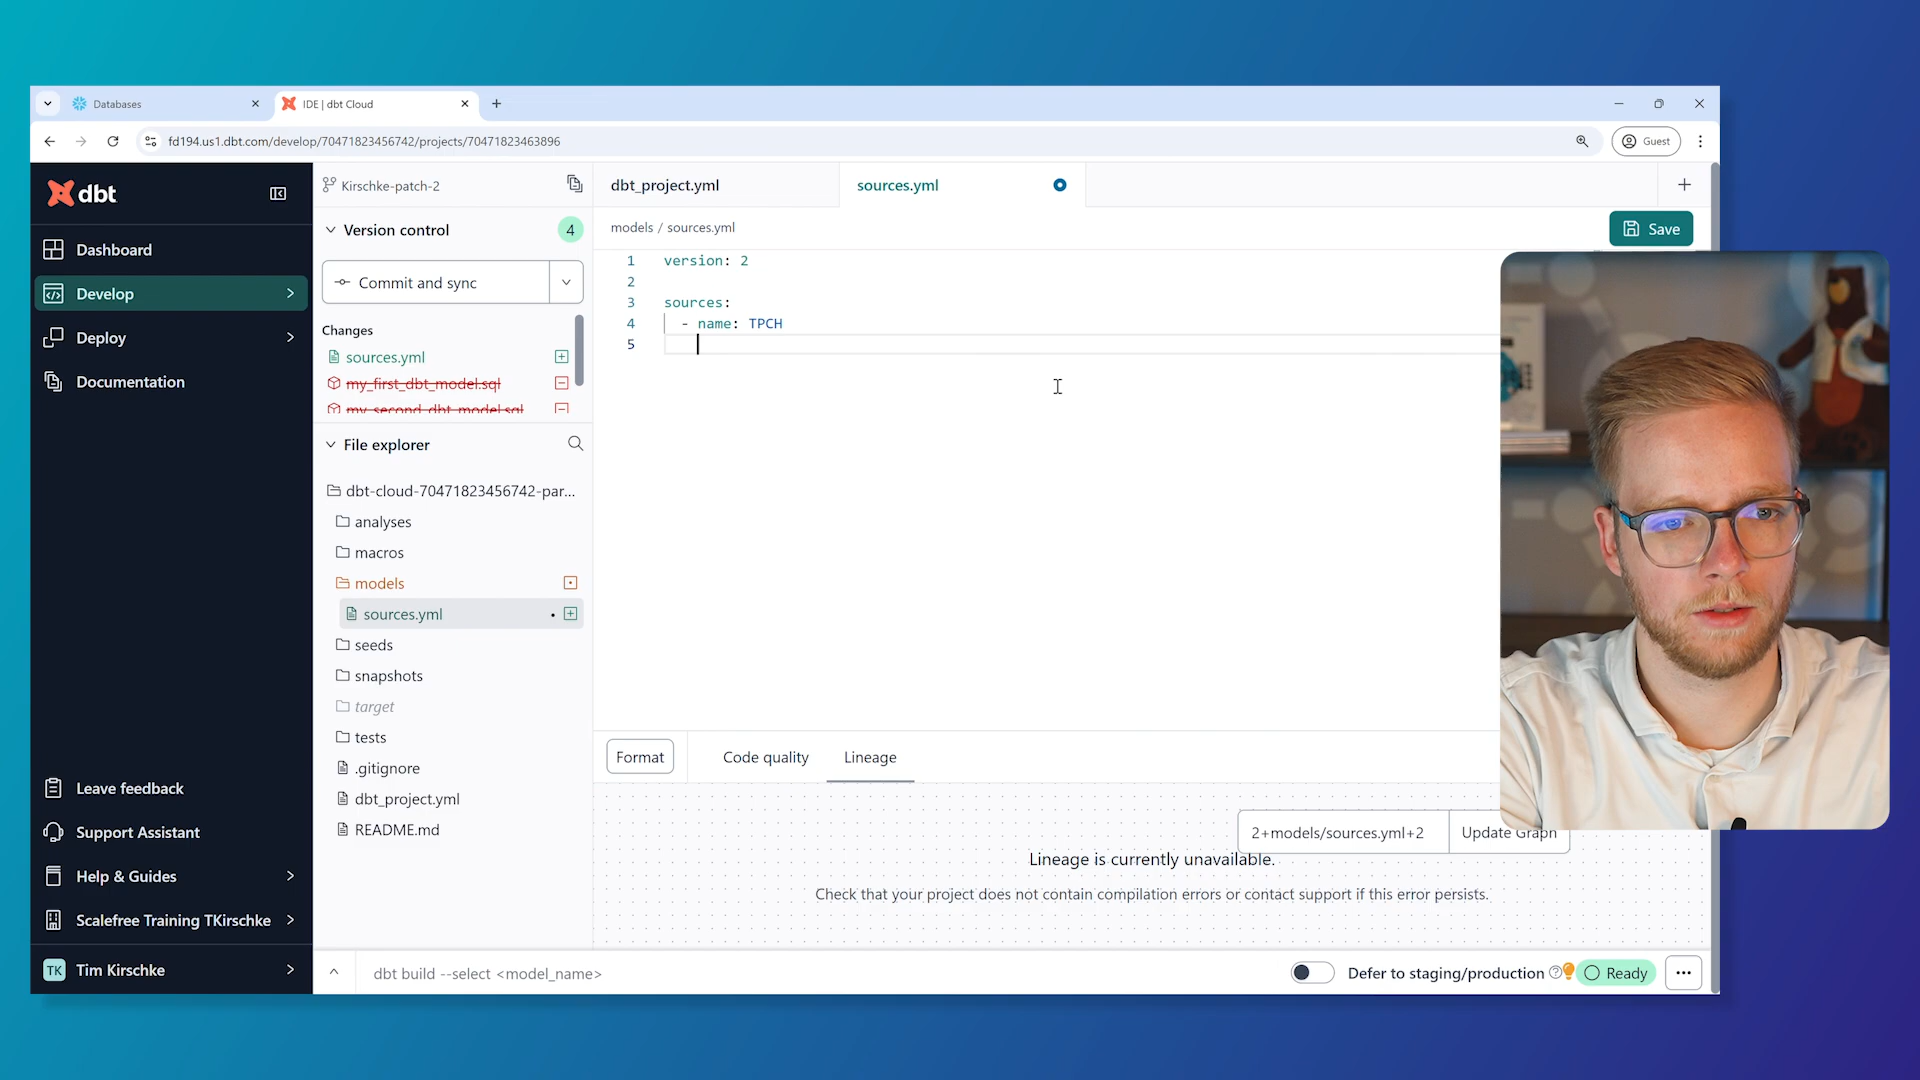 Databases
IDE | dbt Cloud
fd194.us1.dbt.com/develop/70471823456742/projects/70471823463896
Guest
dbt
Dashboard
Develop
Deploy
Documentation
Leave feedback
Support Assistant
Help & Guides
Scalefree Training TKirschke
TK Tim Kirschke
Kirschke-patch-2
Version control 4
Commit and sync
Changes
sources.yml
my_first_dbt_model.sql
my_second_dbt_model.sql
File explorer
dbt-cloud-70471823456742-par...
analyses
macros
models
sources.yml
seeds
snapshots
target
tests
.gitignore
dbt_project.yml
README.md
dbt_project.yml
sources.yml
models / sources.yml
Save
1 version: 2
2
3 sources:
4 - name: TPCH
5
Format
Code quality
Lineage
2+models/sources.yml+2
Update Graph
Lineage is currently unavailable.
Check that your project does not contain compilation errors or contact support if this error persists.
dbt build --select <model_name>
Defer to staging/production
Ready